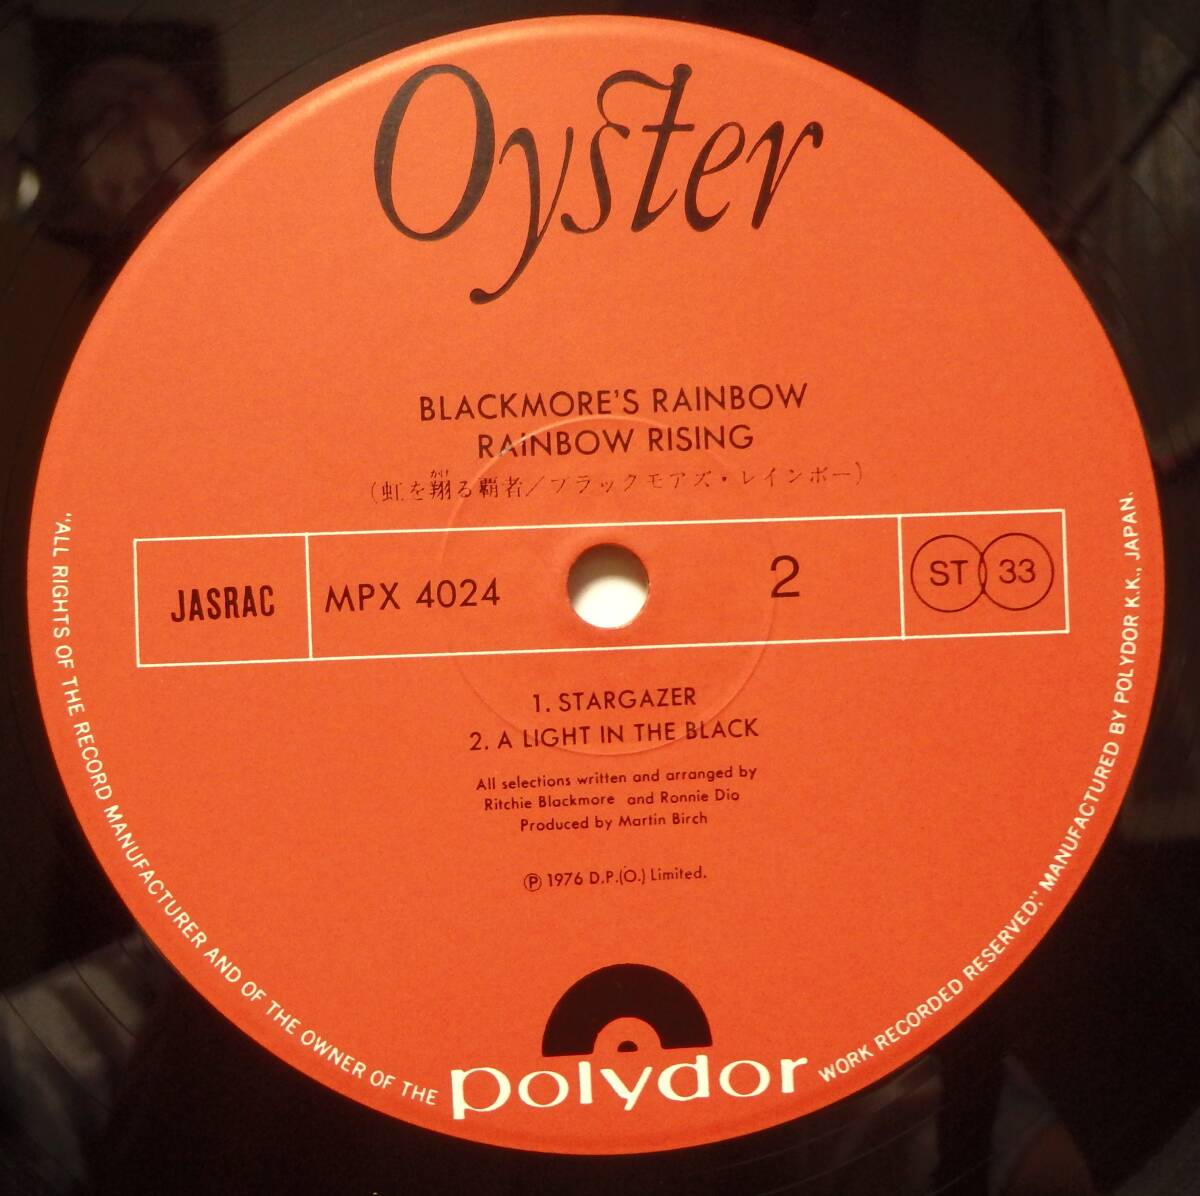 Oyster
BLACKMORE'S RAINBOW
RAINBOW RISING
(虹を翔る覇者/ブラックモアズ・レインボー)
かけ
JASRAC
MPX 4024
2
ST 33
1. STARGAZER
2. A LIGHT IN THE BLACK
All selections written and arranged by
Ritchie Blackmore and Ronnie Dio
Produced by Martin Birch
Ⓟ 1976 D.P.(O.) Limited.
polydor
"ALL RIGHTS OF THE RECORD MANUFACTURER AND OF THE OWNER OF THE WORK RECORDED RESERVED." MANUFACTURED BY POLYDOR K.K., JAPAN.